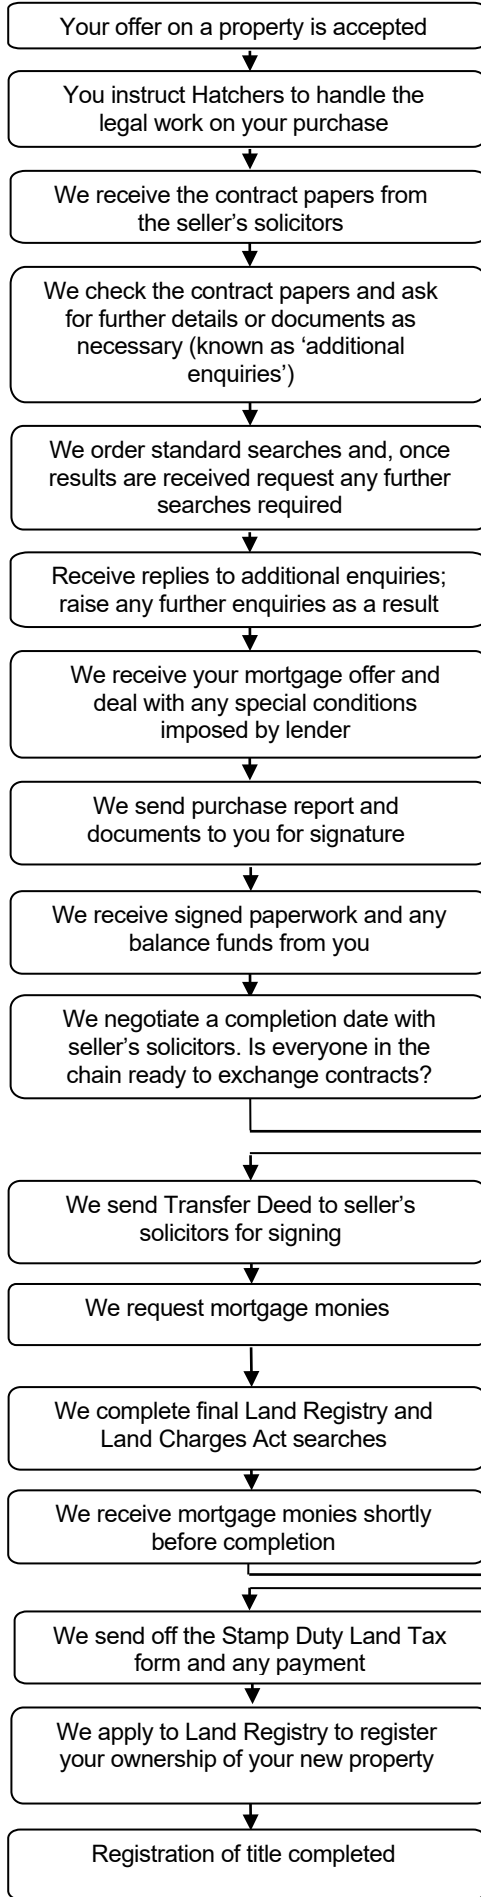 Your offer on a property is accepted
You instruct Hatchers to handle the
legal work on your purchase
We receive the contract papers from
the seller’s solicitors
We check the contract papers and ask
for further details or documents as
necessary (known as ‘additional
enquiries’)
We order standard searches and, once
results are received request any further
searches required
Receive replies to additional enquiries;
raise any further enquiries as a result
We receive your mortgage offer and
deal with any special conditions
imposed by lender
We send purchase report and
documents to you for signature
We receive signed paperwork and any
balance funds from you
We negotiate a completion date with
seller’s solicitors. Is everyone in the
chain ready to exchange contracts?
We send Transfer Deed to seller’s
solicitors for signing
We request mortgage monies
We complete final Land Registry and
Land Charges Act searches
We receive mortgage monies shortly
before completion
We send off the Stamp Duty Land Tax
form and any payment
We apply to Land Registry to register
your ownership of your new property
Registration of title completed